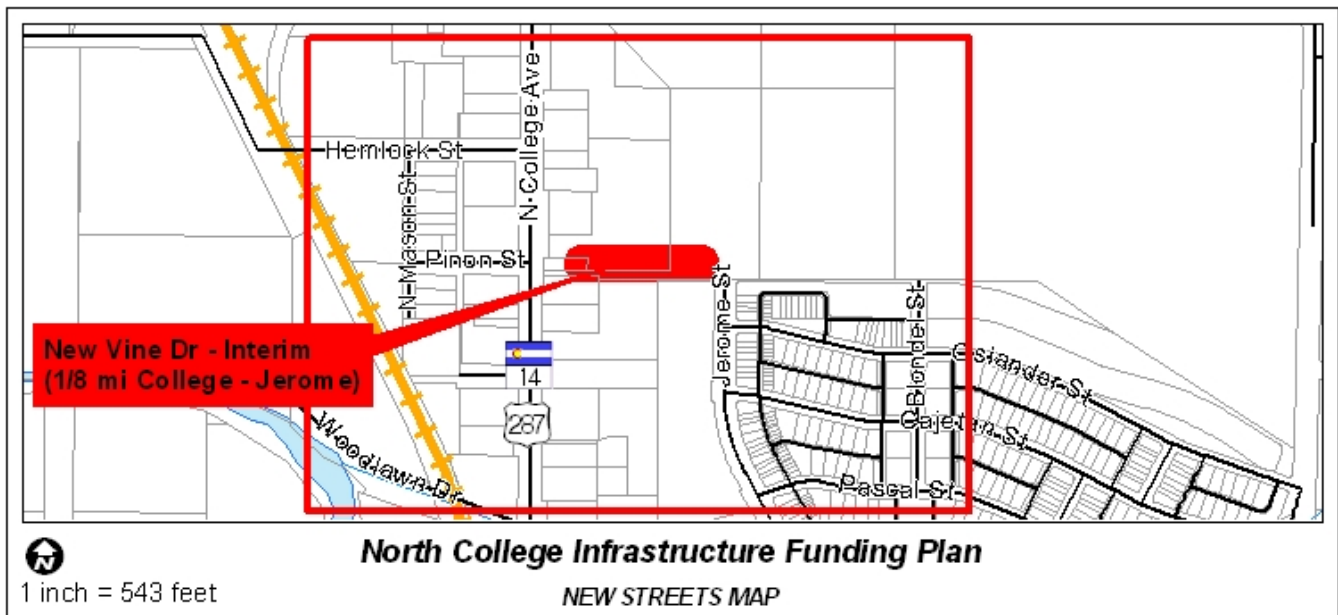 N College Ave
Hemlock St
N Mason St
Pinon St
Jerome St
Blondel St
New Vine Dr - Interim
(1/8 mi College - Jerome)
14
287
Osiander St
Cajetan St
Woodlawn Dr
Pascal St
N
North College Infrastructure Funding Plan
1 inch = 543 feet
NEW STREETS MAP